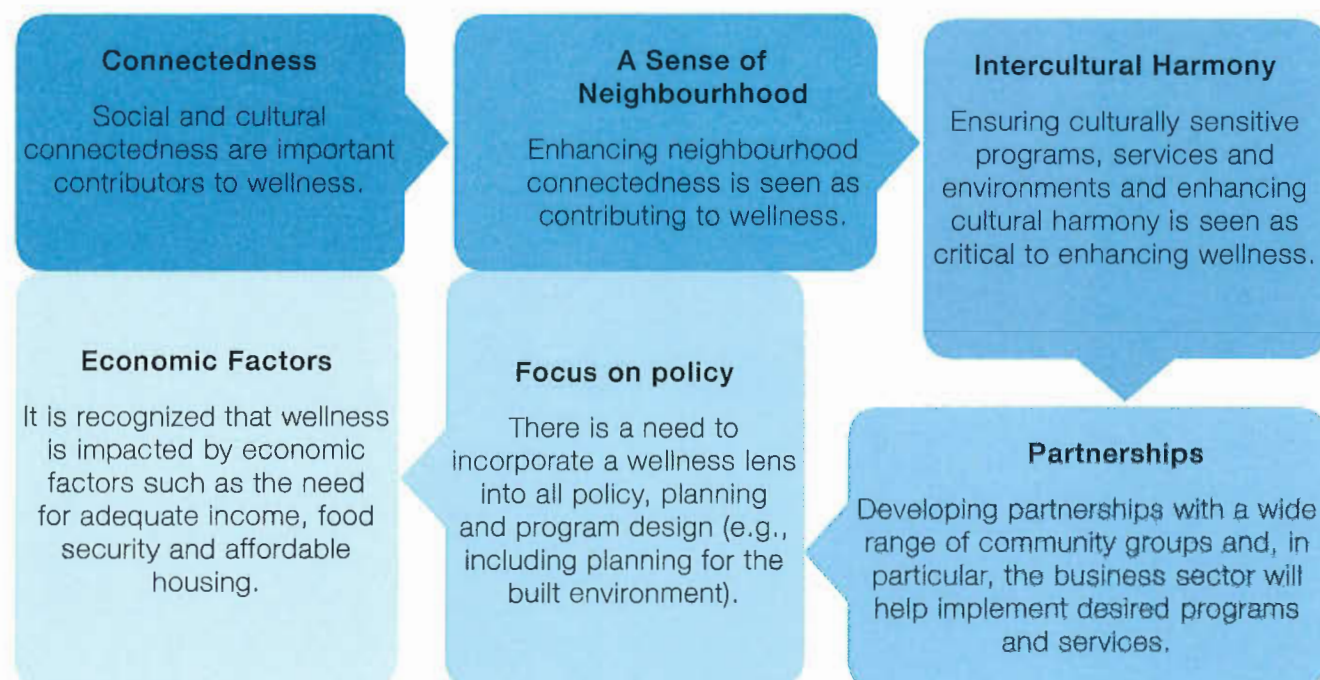 Connectedness
Social and cultural
connectedness are important
contributors to wellness.
A Sense of
Neighbourhhood
Enhancing neighbourhood
connectedness is seen as
contributing to wellness.
Intercultural Harmony
Ensuring culturally sensitive
programs, services and
environments and enhancing
cultural harmony is seen as
critical to enhancing wellness.
Partnerships
Developing partnerships with a wide
range of community groups and, in
particular, the business sector will
help implement desired programs
and services.
Focus on policy
There is a need to
incorporate a wellness lens
into all policy, planning
and program design (e.g.,
including planning for the
built environment).
Economic Factors
It is recognized that wellness
is impacted by economic
factors such as the need
for adequate income, food
security and affordable
housing.